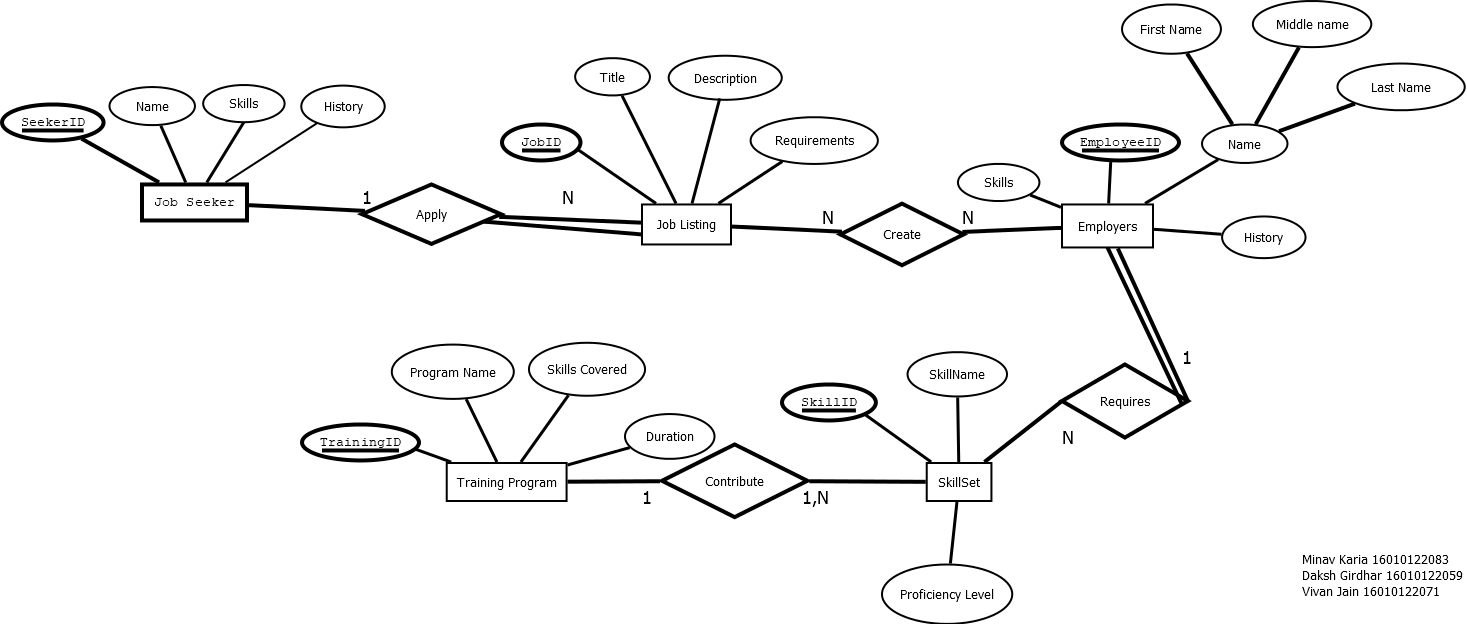 First Name
Middle name
Last Name
Title
Description
SeekerID
Name
Skills
History
JobID
Requirements
EmployeeID
Name
Skills
Job Seeker
1
Apply
N
Job Listing
N
Create
N
Employers
History
1
Program Name
Skills Covered
SkillName
SkillID
Requires
TrainingID
Duration
N
Training Program
1
Contribute
1,N
SkillSet
Proficiency Level
Minav Karia 16010122083
Daksh Girdhar 16010122059
Vivan Jain 16010122071